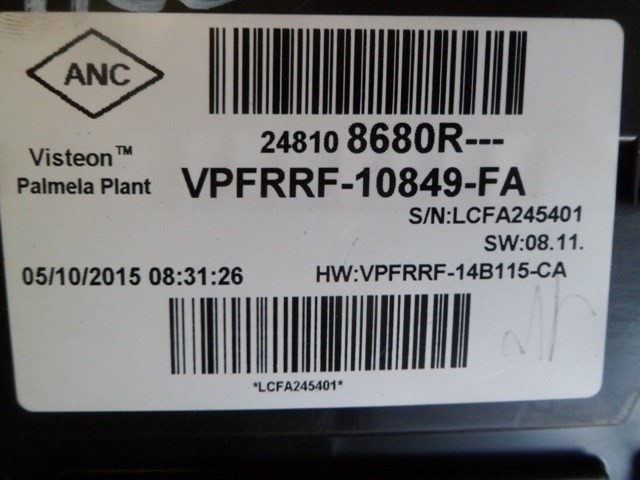 ANC
24810 8680R---
Visteon™
Palmela Plant
VPFRRF-10849-FA
S/N:LCFA245401
SW:08.11.
05/10/2015 08:31:26
HW:VPFRRF-14B115-CA
*LCFA245401*